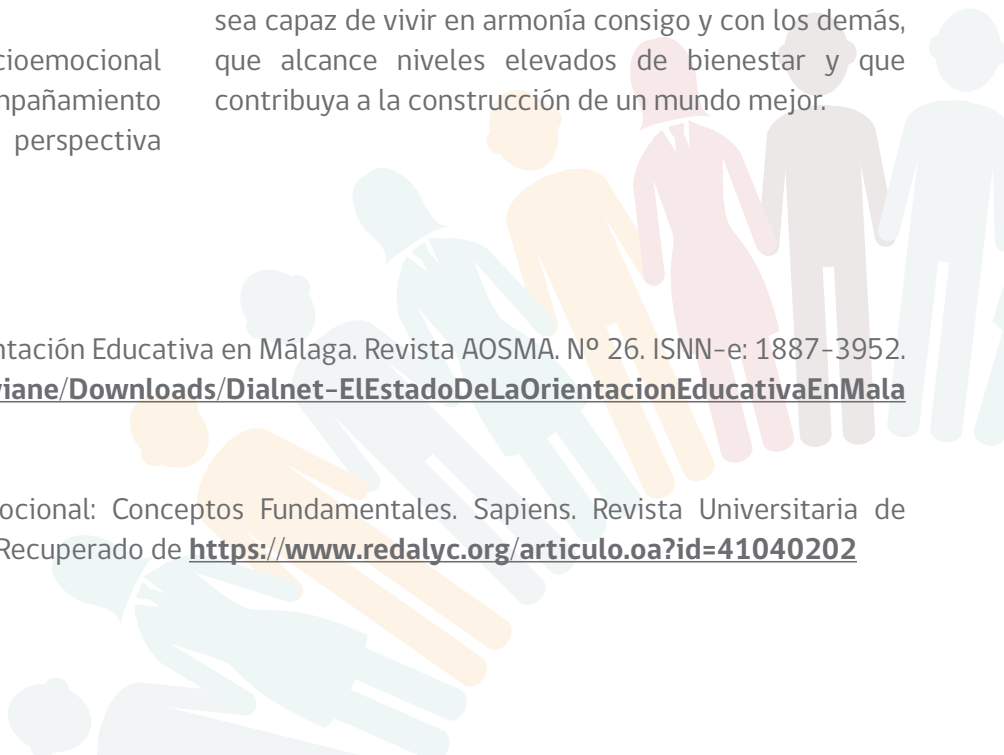 cioemocional
mpañamiento
perspectiva
sea capaz de vivir en armonía consigo y con los demás,
que alcance niveles elevados de bienestar y que
contribuya a la construcción de un mundo mejor.
ntación Educativa en Málaga. Revista AOSMA. Nº 26. ISNN-e: 1887-3952.
viane/Downloads/Dialnet-ElEstadoDeLaOrientacionEducativaEnMala
ocional: Conceptos Fundamentales. Sapiens. Revista Universitaria de
Recuperado de https://www.redalyc.org/articulo.oa?id=41040202